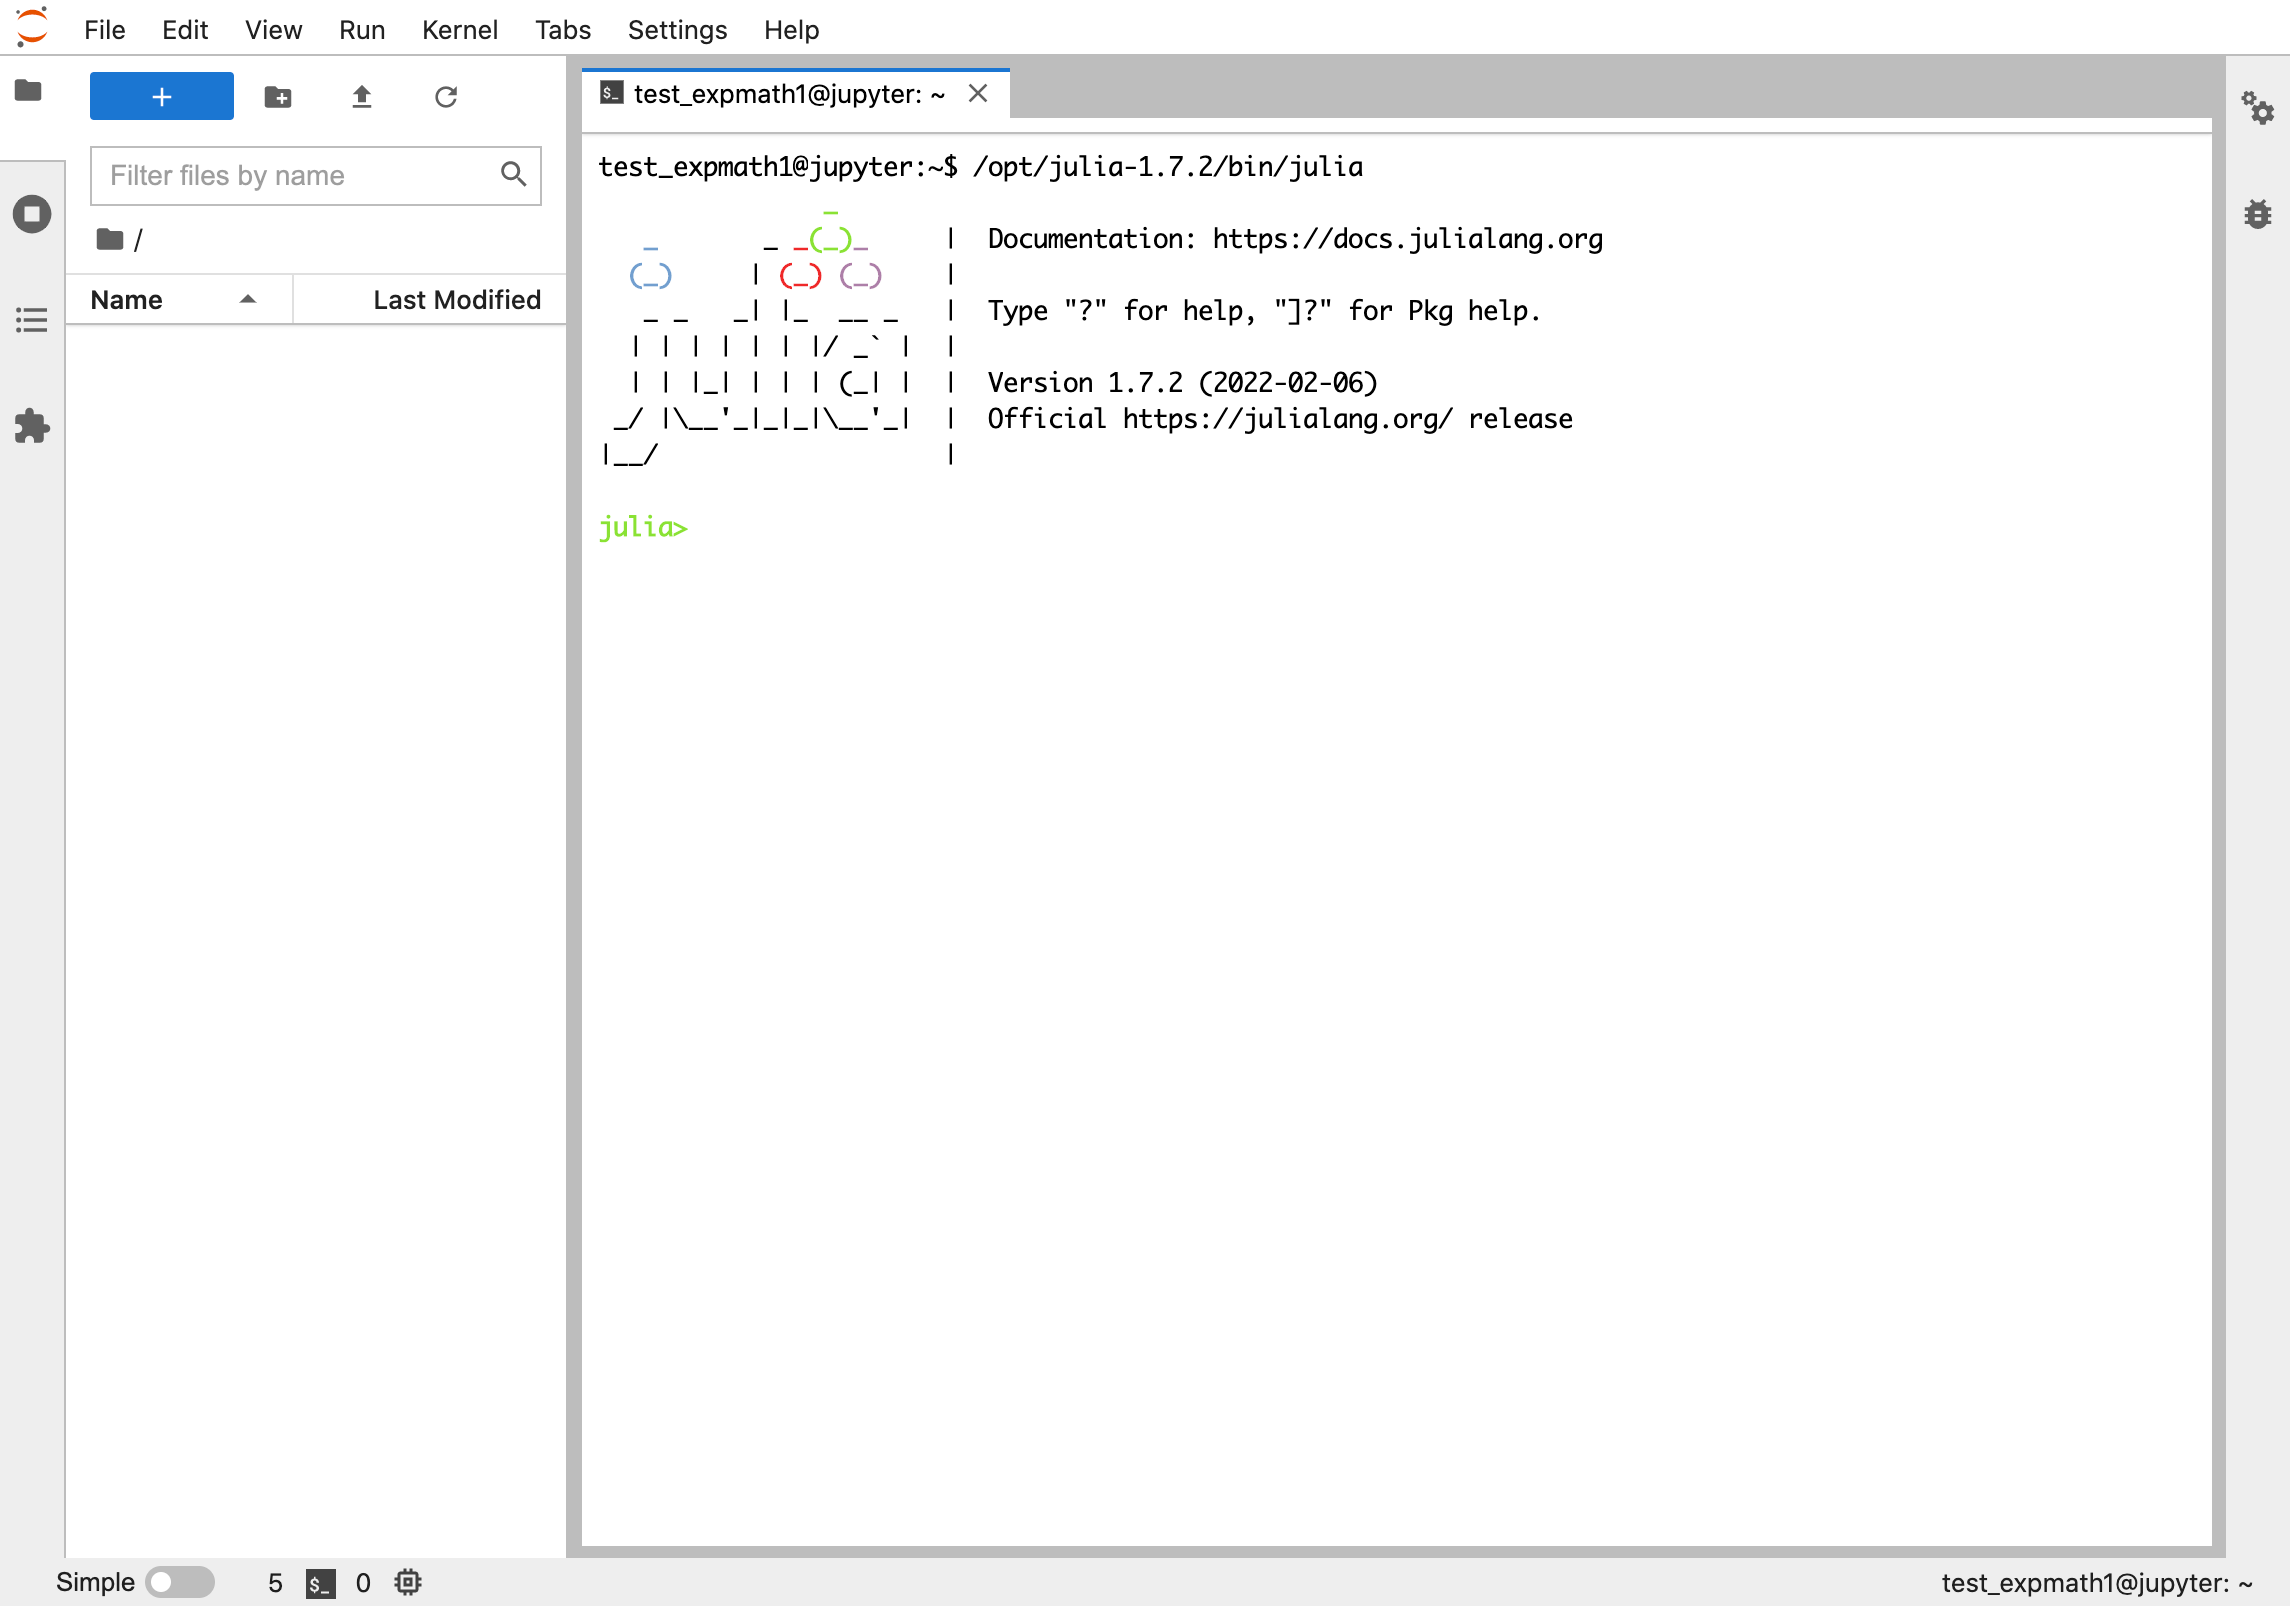 File Edit View Run Kernel Tabs Settings Help
+
$_ test_expmath1@jupyter: ~
Filter files by name
/
Name Last Modified
test_expmath1@jupyter:~$ /opt/julia-1.7.2/bin/julia
               _
   _       _ _(_)_     |  Documentation: https://docs.julialang.org
  (_)     | (_) (_)    |
   _ _   _| |_  __ _   |  Type "?" for help, "]?" for Pkg help.
  | | | | | | |/ _` |  |
  | | |_| | | | (_| |  |  Version 1.7.2 (2022-02-06)
 _/ |\__'_|_|_|\__'_|  |  Official https://julialang.org/ release
|__/                   |
julia>
Simple 5 $_ 0 test_expmath1@jupyter: ~